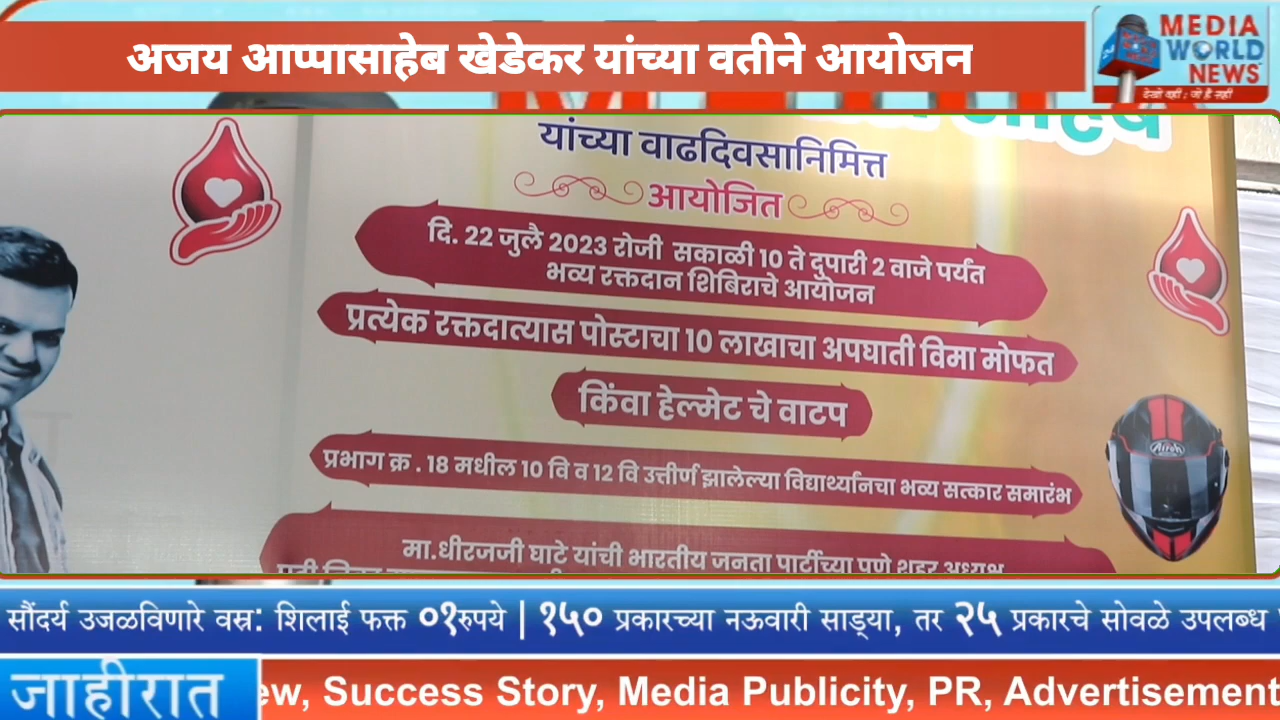 अजय आप्पासाहेब खेडेकर यांच्या वतीने आयोजन
MEDIA
WORLD
NEWS
देखो वही : जो है सही
यांच्या वाढदिवसानिमित्त
आयोजित
दि. 22 जुलै 2023 रोजी सकाळी 10 ते दुपारी 2 वाजे पर्यंत
भव्य रक्तदान शिबिराचे आयोजन
प्रत्येक रक्तदात्यास पोस्टाचा 10 लाखाचा अपघाती विमा मोफत
किंवा हेल्मेट चे वाटप
प्रभाग क्र . 18 मधील 10 वि व 12 वि उत्तीर्ण झालेल्या विद्यार्थ्यांनचा भव्य सत्कार समारंभ
Airoh
मा.धीरजजी घाटे यांची भारतीय जनता पार्टीच्या पुणे शहर अध्यक्ष
सौंदर्य उजळविणारे वस्र: शिलाई फक्त ०१रुपये | १५० प्रकारच्या नऊवारी साड्या, तर २५ प्रकारचे सोवळे उपलब्ध
जाहीरात
ew, Success Story, Media Publicity, PR, Advertisement